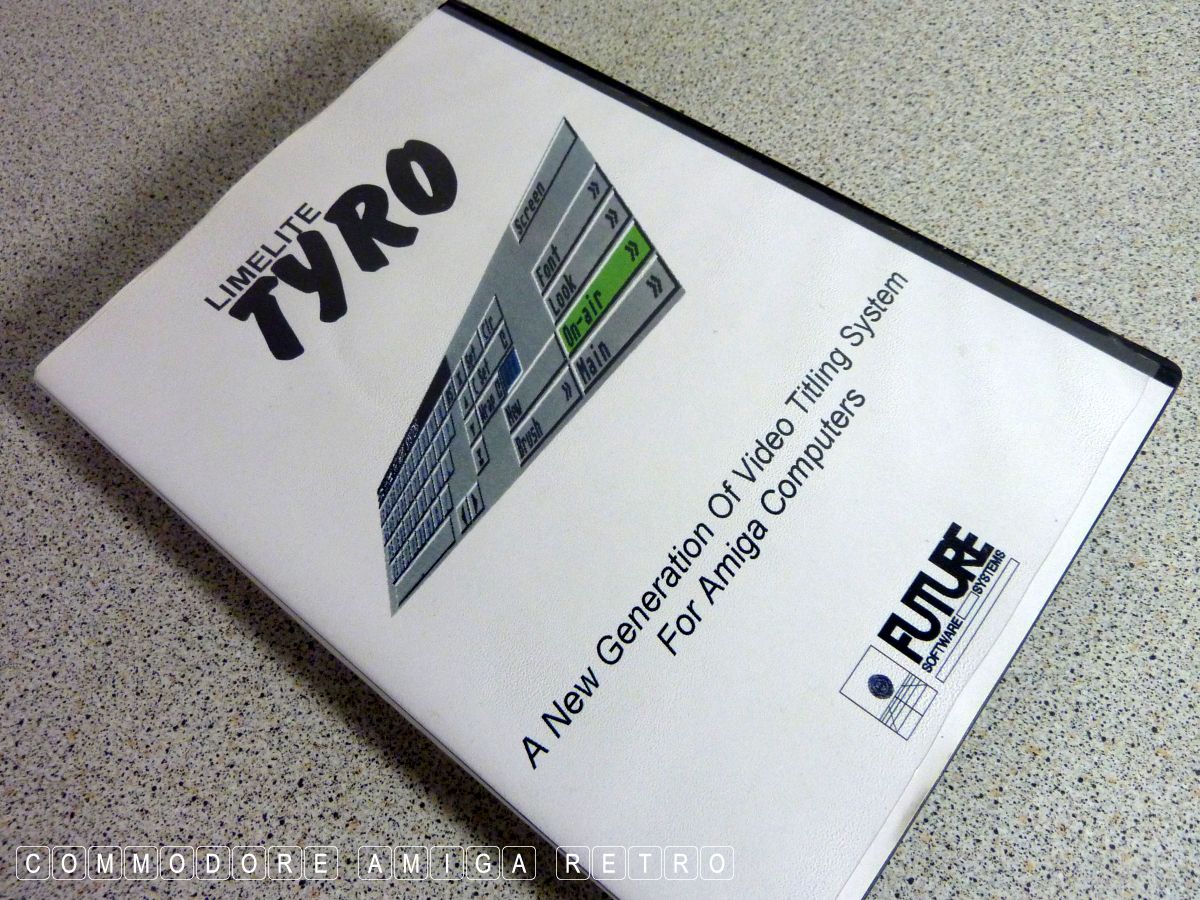 LIMELITE
TYRO
Screen
Font »
Look »
On-air »
Main »
Brush »
A New Generation Of Video Titling System
For Amiga Computers
FUTURE
SOFTWARE SYSTEMS
COMMODORE AMIGA RETRO